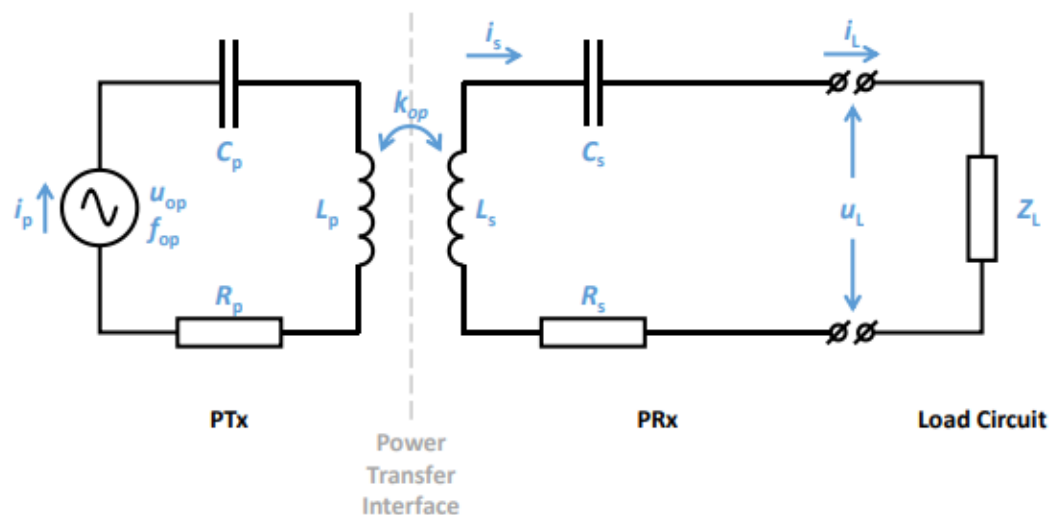 i_s
i_L
k_op
C_p
C_s
i_p
u_op
f_op
L_p
L_s
u_L
Z_L
R_p
R_s
PTx
PRx
Load Circuit
Power
Transfer
Interface